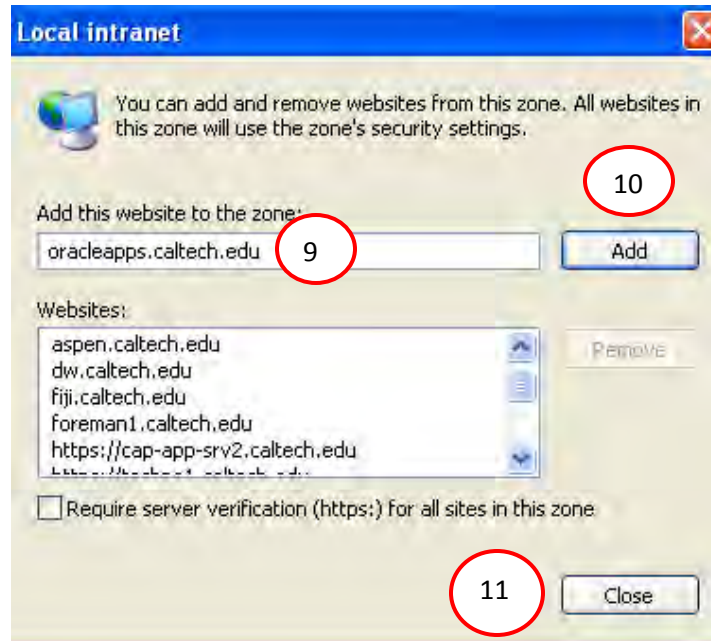 Local intranet
You can add and remove websites from this zone. All websites in
this zone will use the zone's security settings.
10
Add this website to the zone:
oracleapps.caltech.edu 9 Add
Websites:
aspen.caltech.edu Remove
dw.caltech.edu
fiji.caltech.edu
foreman1.caltech.edu
https://cap-app-srv2.caltech.edu
Require server verification (https:) for all sites in this zone
11 Close